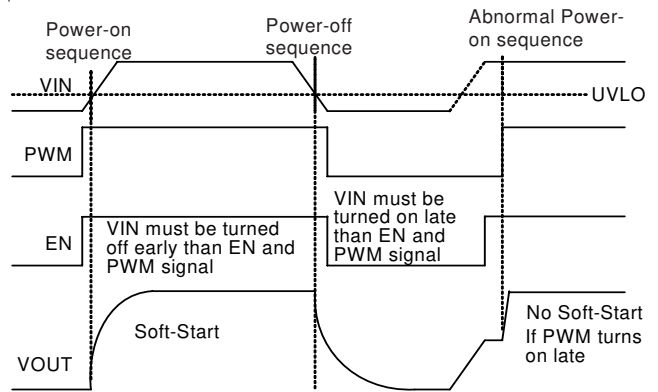 Power-on
sequence
Power-off
sequence
Abnormal Power-
on sequence
VIN
UVLO
PWM
EN
VIN must be turned
off early than EN and
PWM signal
VIN must be
turned on late
than EN and
PWM signal
VOUT
Soft-Start
No Soft-Start
If PWM turns
on late